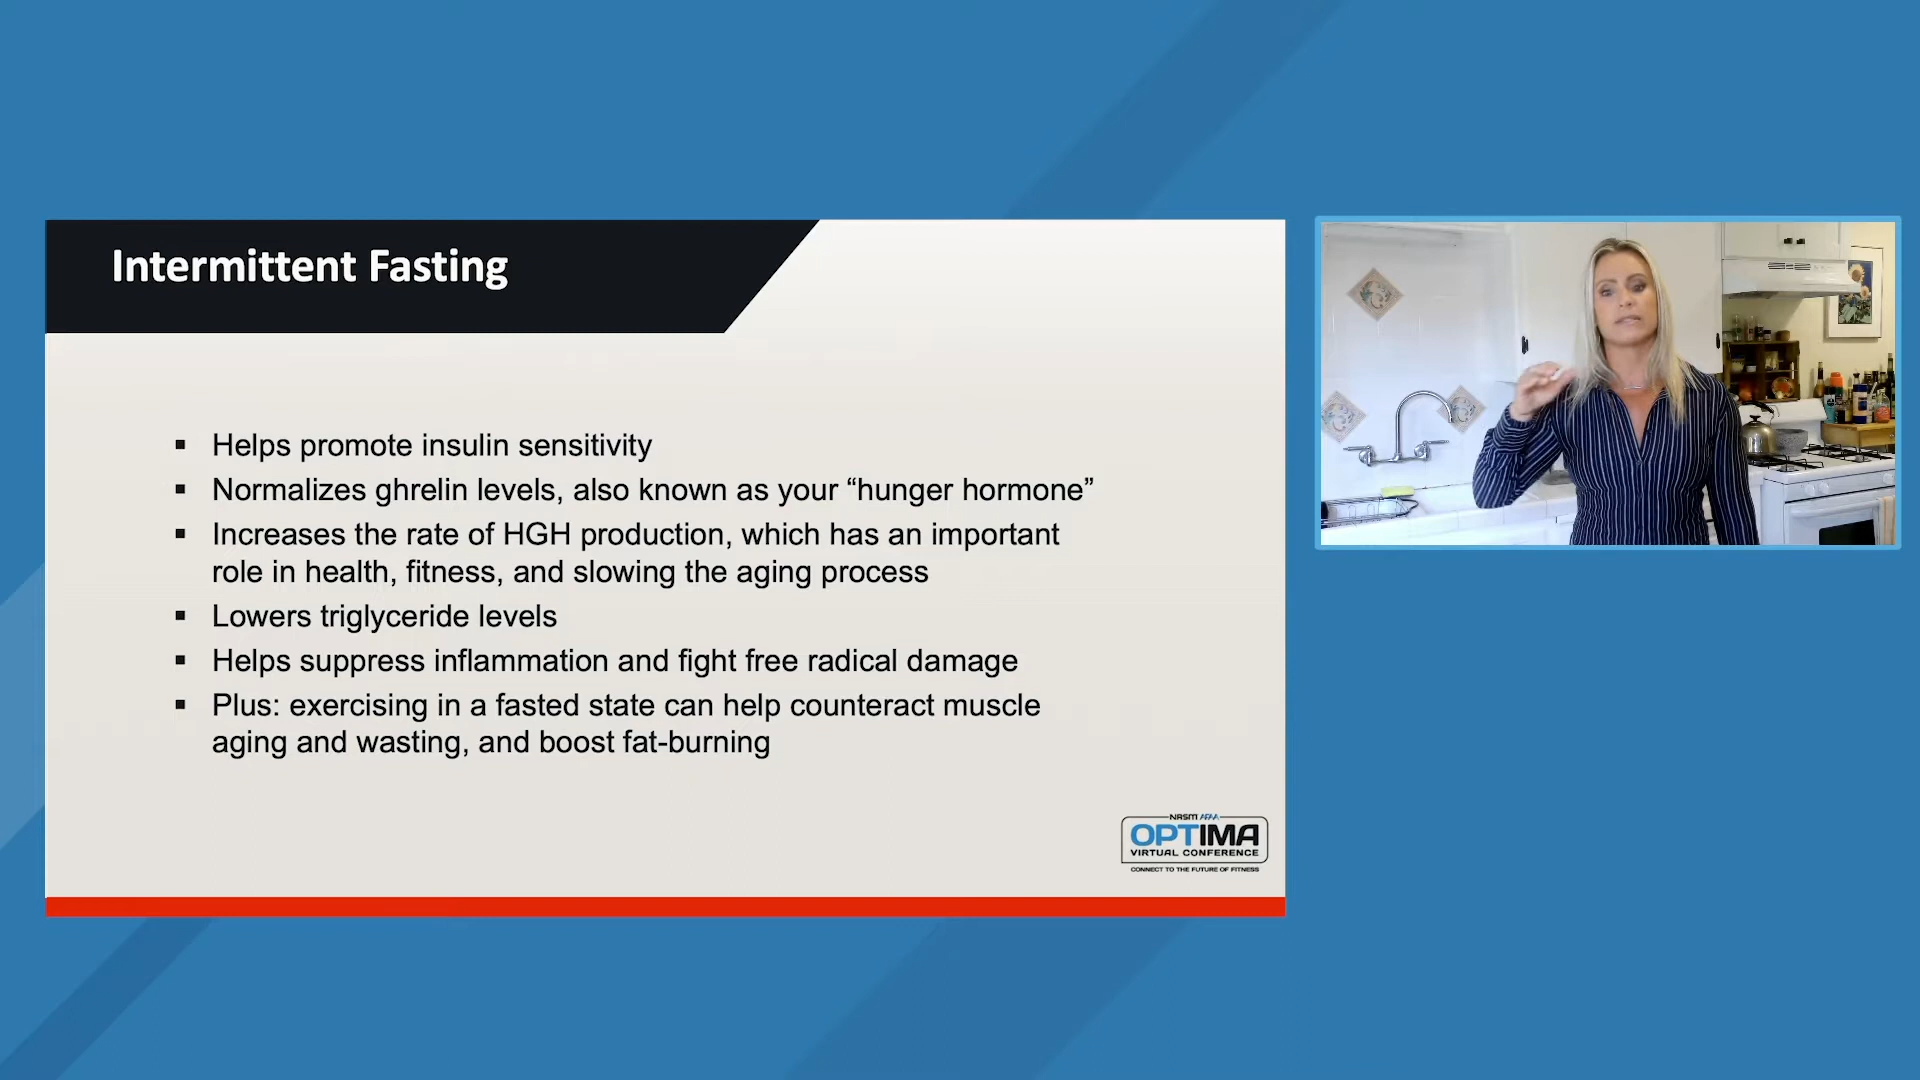 Intermittent Fasting
▪ Helps promote insulin sensitivity
▪ Normalizes ghrelin levels, also known as your “hunger hormone”
▪ Increases the rate of HGH production, which has an important
role in health, fitness, and slowing the aging process
▪ Lowers triglyceride levels
▪ Helps suppress inflammation and fight free radical damage
▪ Plus: exercising in a fasted state can help counteract muscle
aging and wasting, and boost fat-burning
NASM AFAA
OPTIMA
VIRTUAL CONFERENCE
CONNECT TO THE FUTURE OF FITNESS